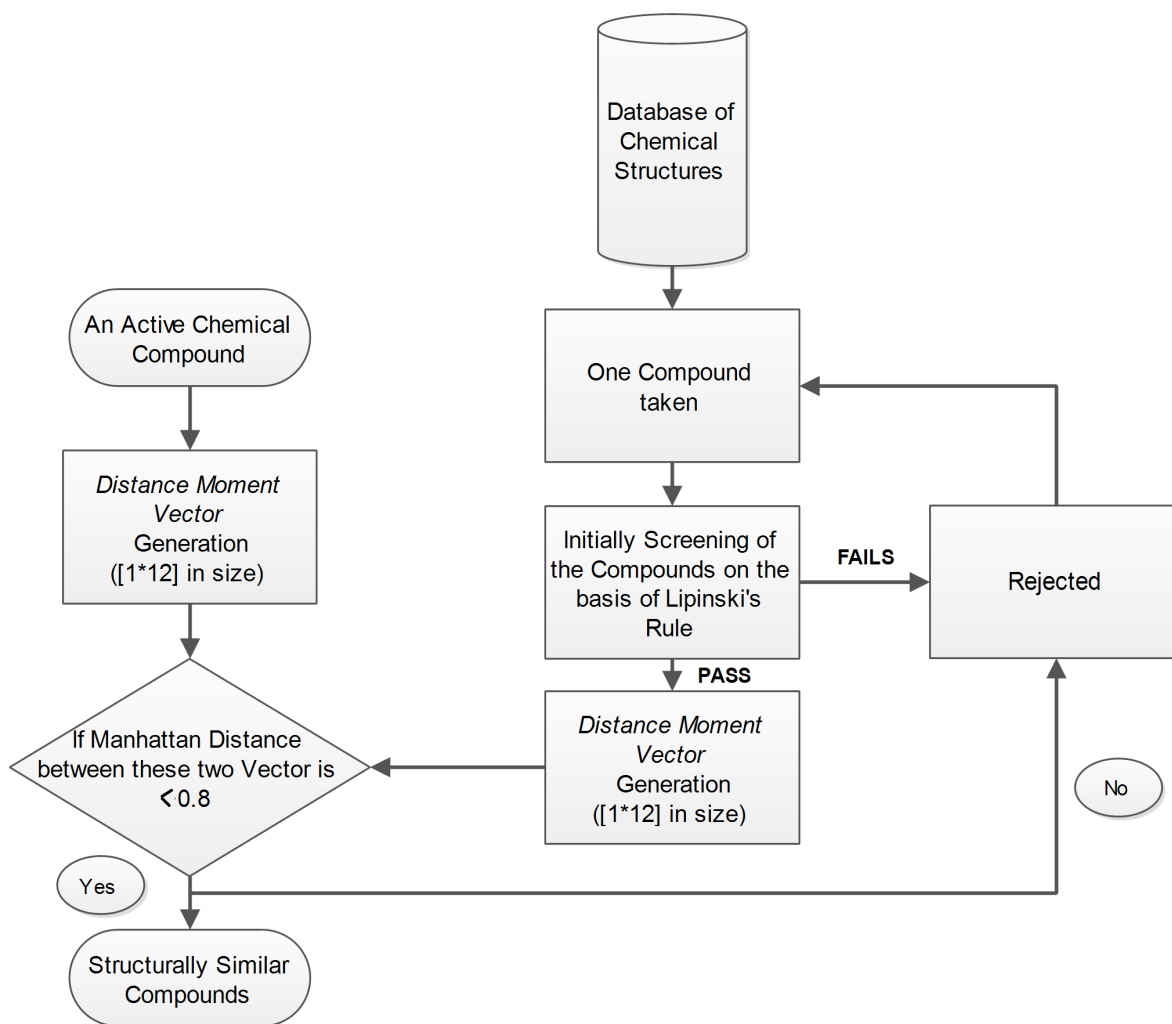 Database of
Chemical
Structures
An Active Chemical
Compound
One Compound
taken
Distance Moment
Vector
Generation
([1*12] in size)
Initially Screening of
the Compounds on the
basis of Lipinski's
Rule
FAILS
Rejected
PASS
Distance Moment
Vector
Generation
([1*12] in size)
If Manhattan Distance
between these two Vector is
<0.8
No
Yes
Structurally Similar
Compounds